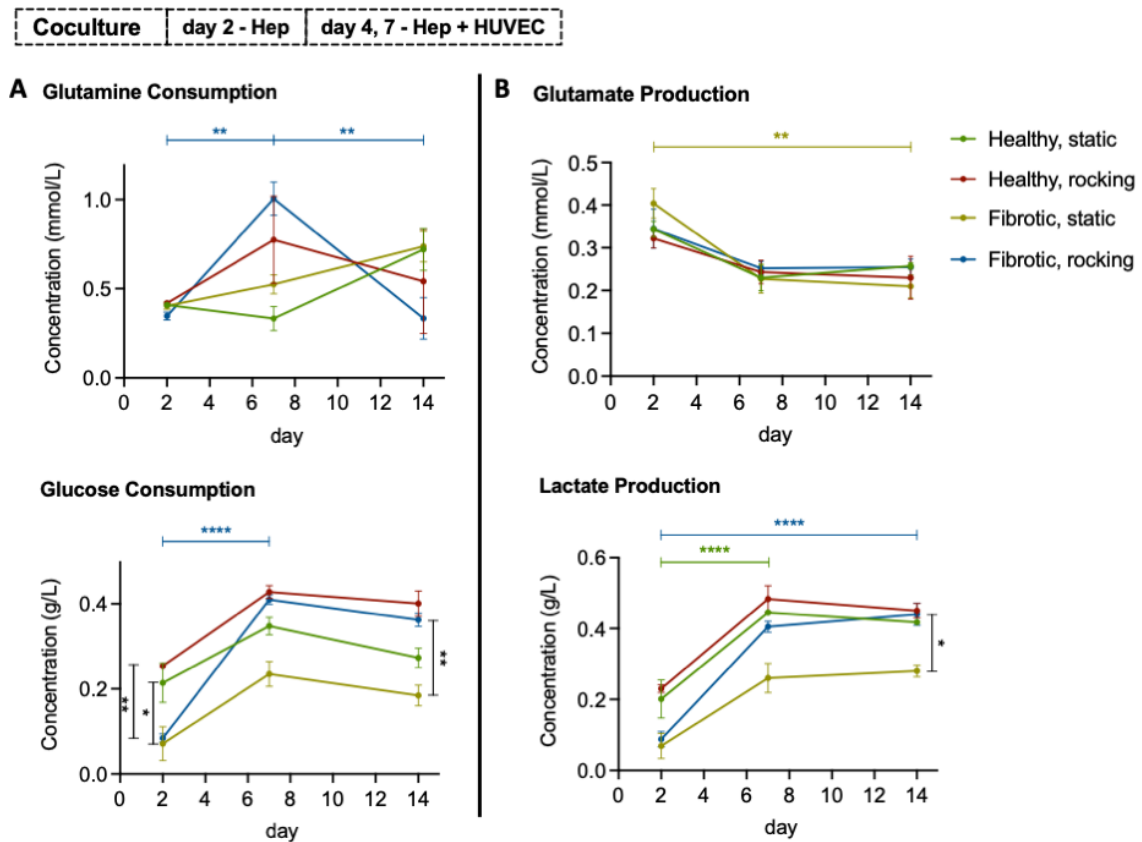 Coculture day 2 - Hep day 4, 7 - Hep + HUVEC
A Glutamine Consumption
** **
Concentration (mmol/L)
1.0
0.5
0.0
0 2 4 6 8 10 12 14
day
B Glutamate Production
**
Concentration (mmol/L)
0.5
0.4
0.3
0.2
0.1
0.0
0 2 4 6 8 10 12 14
day
Healthy, static
Healthy, rocking
Fibrotic, static
Fibrotic, rocking
Glucose Consumption
****
Concentration (g/L)
0.4
0.2
0.0
** * **
0 2 4 6 8 10 12 14
day
Lactate Production
****
****
Concentration (g/L)
0.6
0.4
0.2
0.0
*
0 2 4 6 8 10 12 14
day